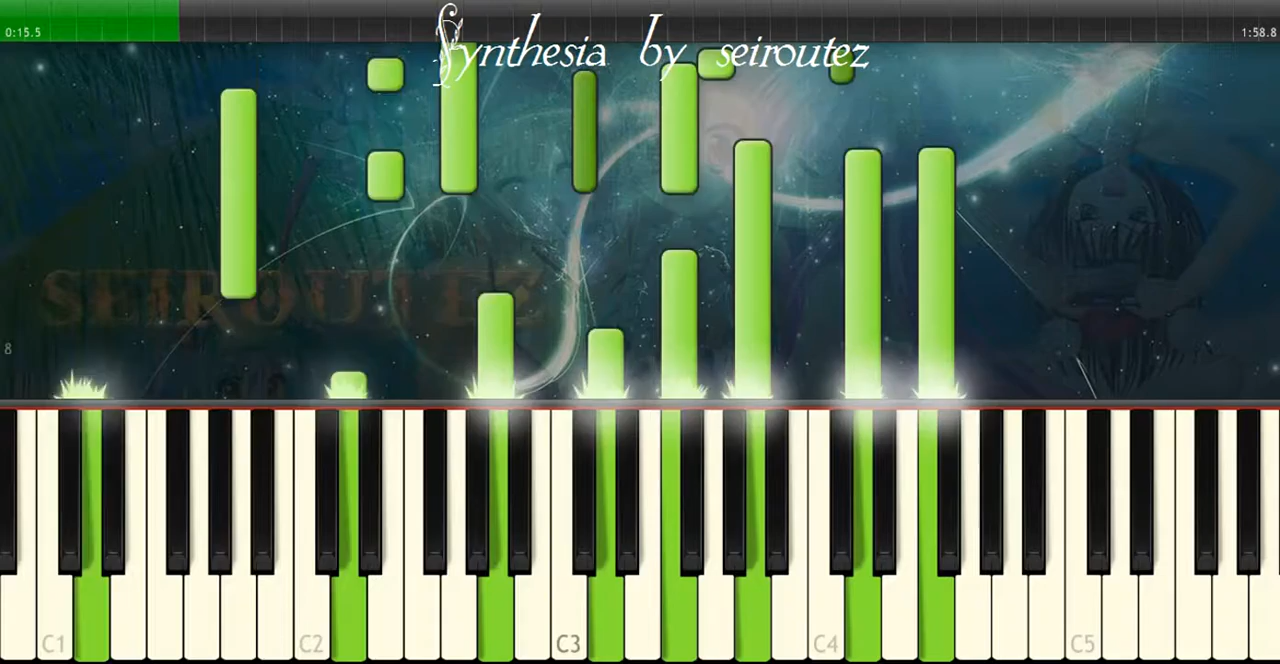 Synthesia by seiroutez
0:15.5
1:58.8
SEIROUTEZ
8
C1
C2
C3
C4
C5